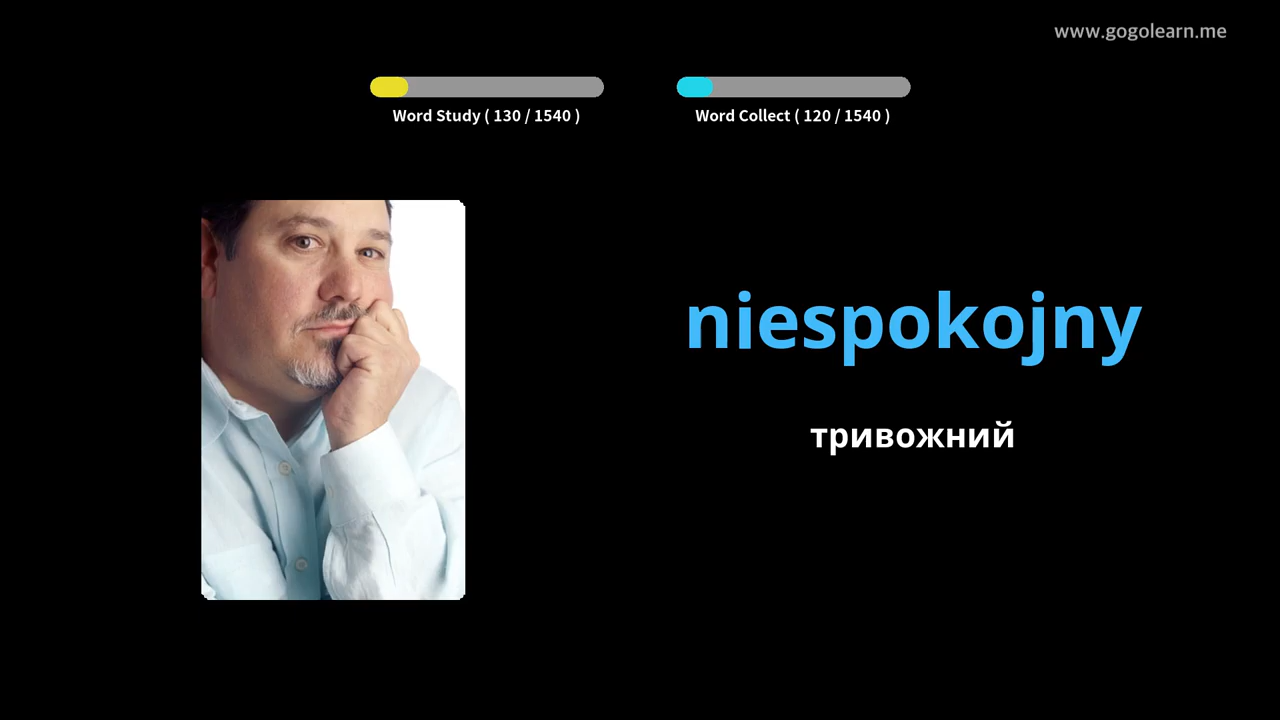 www.gogolearn.me
Word Study ( 130 / 1540 )
Word Collect ( 120 / 1540 )
niespokojny
тривожний